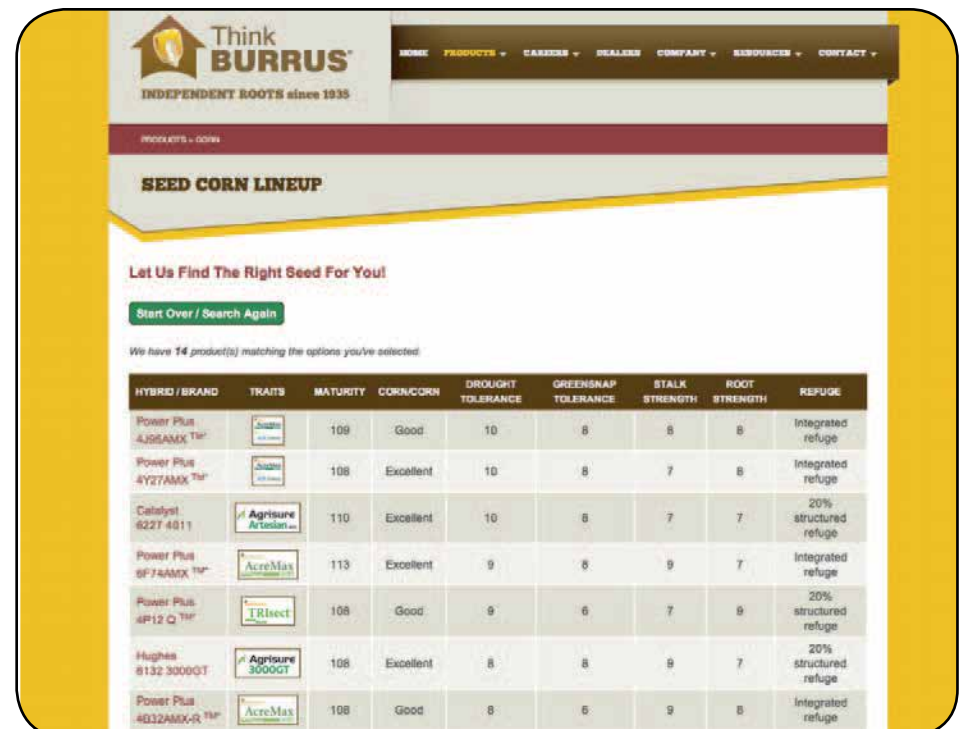 Think
BURRUS
INDEPENDENT ROOTS since 1935
HOME PRODUCTS CAREERS DEALERS COMPANY RESOURCES CONTACT
PRODUCTS » CORN
SEED CORN LINEUP
Let Us Find The Right Seed For You!
Start Over / Search Again
We have 14 product(s) matching the options you've selected.
HYBRID / BRAND TRAITS MATURITY CORN/CORN DROUGHT TOLERANCE GREENSNAP TOLERANCE STALK STRENGTH ROOT STRENGTH REFUGE
Power Plus 4J95AMX TM* 109 Good 10 8 8 8 Integrated refuge
Power Plus 4Y27AMX TM* 108 Excellent 10 8 7 8 Integrated refuge
Catalyst 6227 4011 Agrisure Artesian 110 Excellent 10 8 7 7 20% structured refuge
Power Plus 6F74AMX TM* AcreMax 113 Excellent 9 8 9 7 Integrated refuge
Power Plus 4P12 Q TM* TRIsect 108 Good 9 6 7 9 20% structured refuge
Hughes 6132 3000GT Agrisure 3000GT 108 Excellent 8 8 9 7 20% structured refuge
Power Plus 4B32AMX-R TM* AcreMax 108 Good 8 6 9 8 Integrated refuge